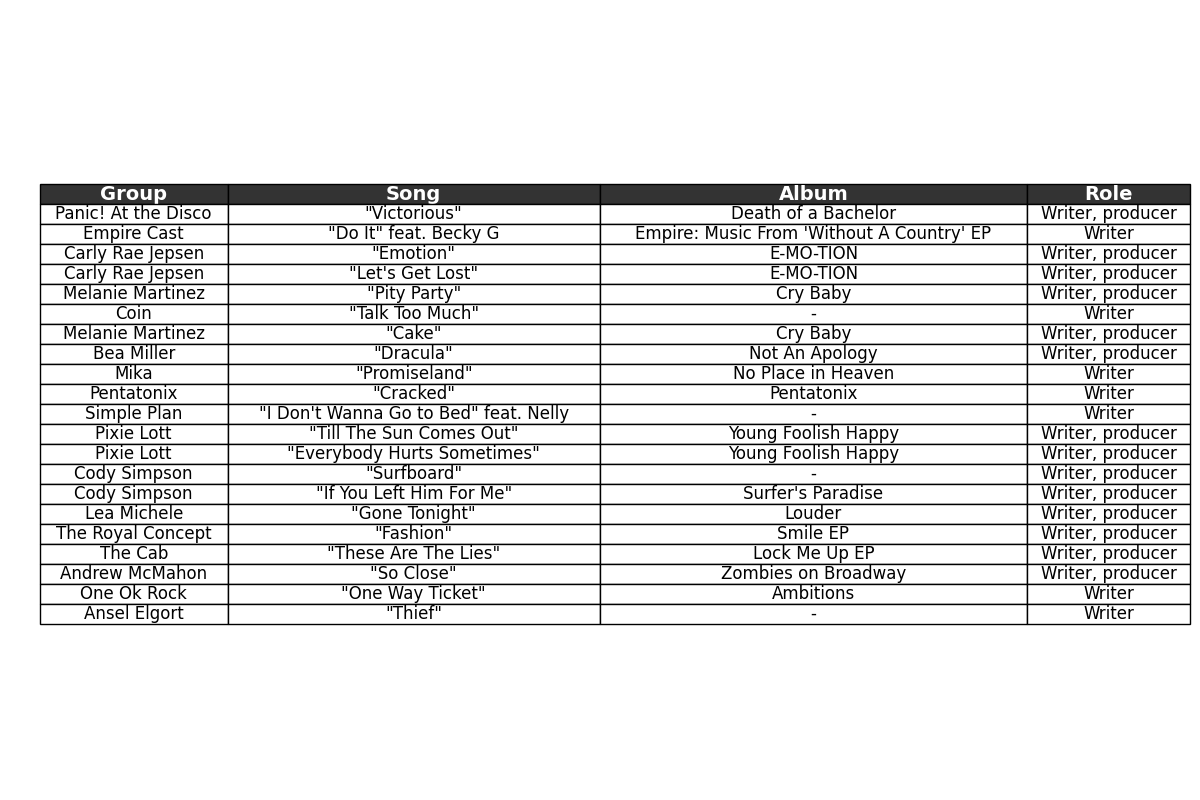 Group Song Album Role
Panic! At the Disco "Victorious" Death of a Bachelor Writer, producer
Empire Cast "Do It" feat. Becky G Empire: Music From 'Without A Country' EP Writer
Carly Rae Jepsen "Emotion" E-MO-TION Writer, producer
Carly Rae Jepsen "Let's Get Lost" E-MO-TION Writer, producer
Melanie Martinez "Pity Party" Cry Baby Writer, producer
Coin "Talk Too Much" - Writer
Melanie Martinez "Cake" Cry Baby Writer, producer
Bea Miller "Dracula" Not An Apology Writer, producer
Mika "Promiseland" No Place in Heaven Writer
Pentatonix "Cracked" Pentatonix Writer
Simple Plan "I Don't Wanna Go to Bed" feat. Nelly - Writer
Pixie Lott "Till The Sun Comes Out" Young Foolish Happy Writer, producer
Pixie Lott "Everybody Hurts Sometimes" Young Foolish Happy Writer, producer
Cody Simpson "Surfboard" - Writer, producer
Cody Simpson "If You Left Him For Me" Surfer's Paradise Writer, producer
Lea Michele "Gone Tonight" Louder Writer, producer
The Royal Concept "Fashion" Smile EP Writer, producer
The Cab "These Are The Lies" Lock Me Up EP Writer, producer
Andrew McMahon "So Close" Zombies on Broadway Writer, producer
One Ok Rock "One Way Ticket" Ambitions Writer
Ansel Elgort "Thief" - Writer